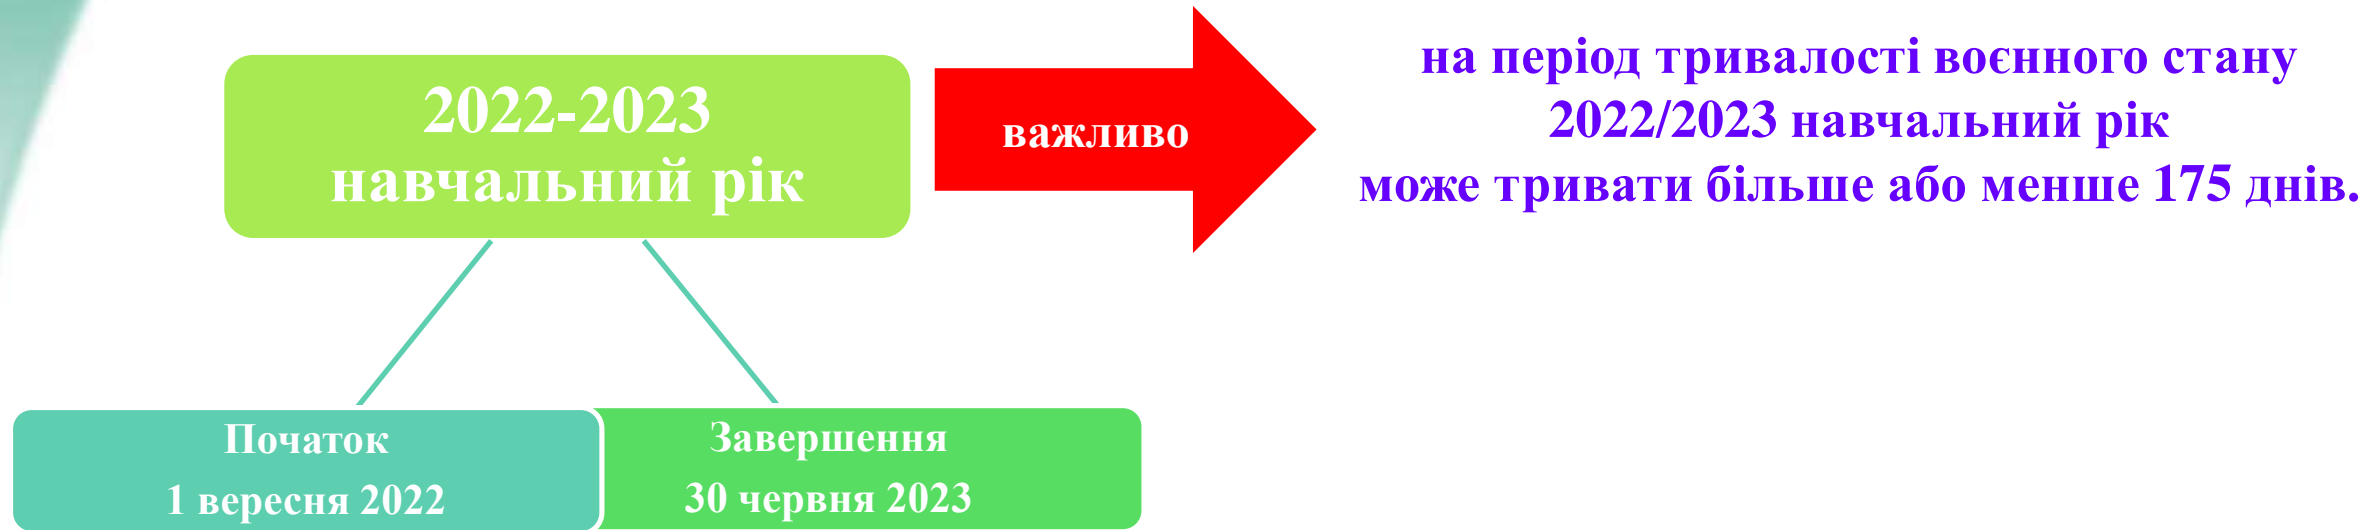 2022-2023
навчальний рік
важливо
на період тривалості воєнного стану
2022/2023 навчальний рік
може тривати більше або менше 175 днів.
Початок
1 вересня 2022
Завершення
30 червня 2023